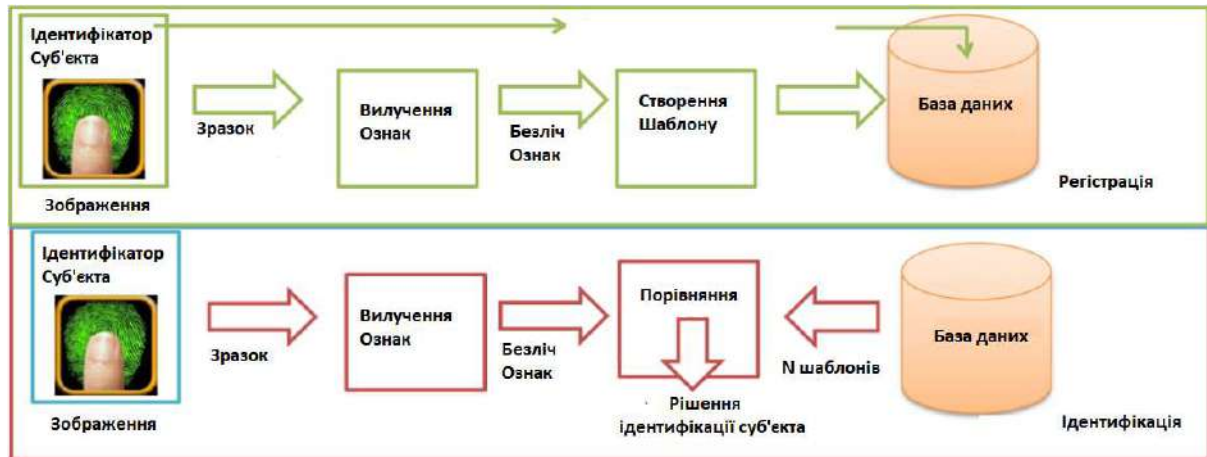 Ідентифікатор
Суб'єкта
Зображення
Зразок
Вилучення
Ознак
Безліч
Ознак
Створення
Шаблону
База даних
Регістрація
Ідентифікатор
Суб'єкта
Зображення
Зразок
Вилучення
Ознак
Безліч
Ознак
Порівняння
Рішення
ідентифікації суб'єкта
N шаблонів
База даних
Ідентифікація